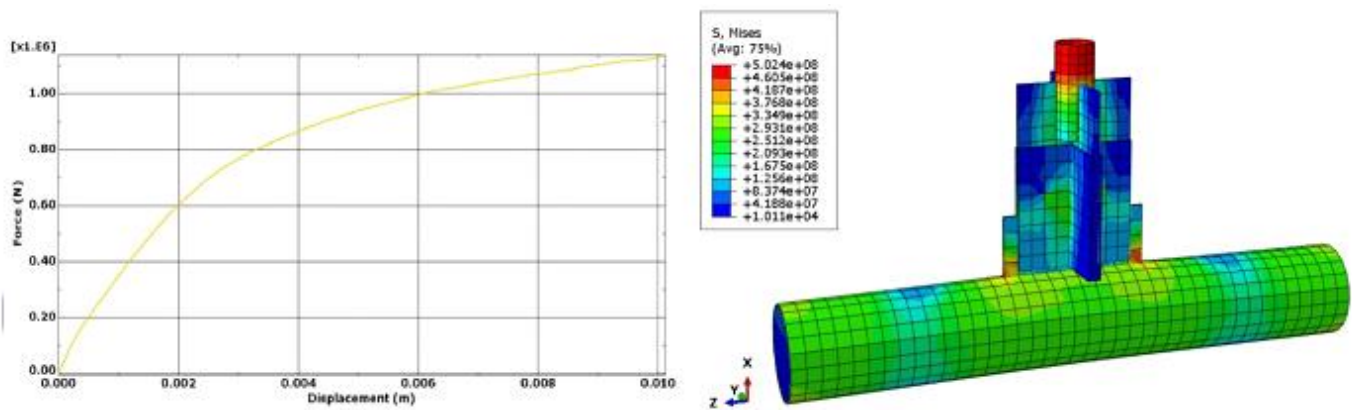 [x1.E6]
1.00
0.80
0.60
0.40
0.20
0.00
Force (N)
0.000 0.002 0.004 0.006 0.008 0.010
Displacement (m)
S, Mises
(Avg: 75%)
+5.024e+08
+4.605e+08
+4.187e+08
+3.768e+08
+3.349e+08
+2.931e+08
+2.512e+08
+2.093e+08
+1.675e+08
+1.256e+08
+8.374e+07
+4.188e+07
+1.011e+04
X
Y
Z